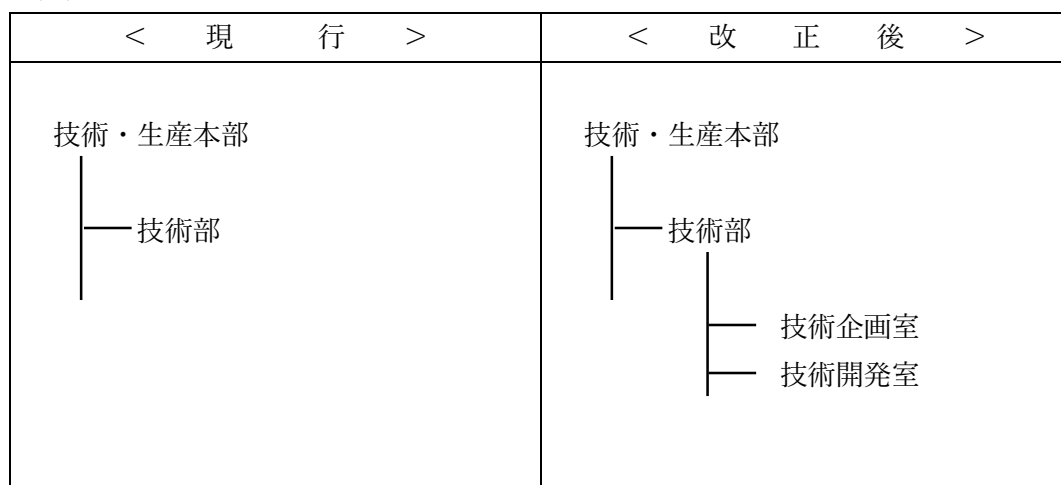 < 現 行 >
技術・生産本部
技術部
< 改 正 後 >
技術・生産本部
技術部
技術企画室
技術開発室